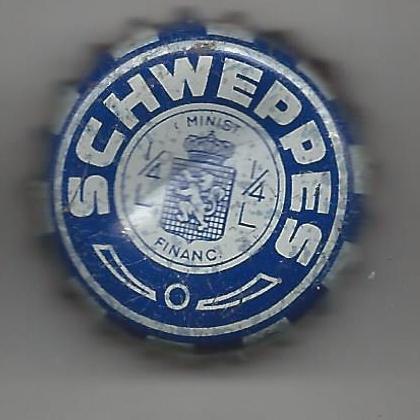 SCHWEPPES
MINIST
1/4 L
1/4 L
FINANC